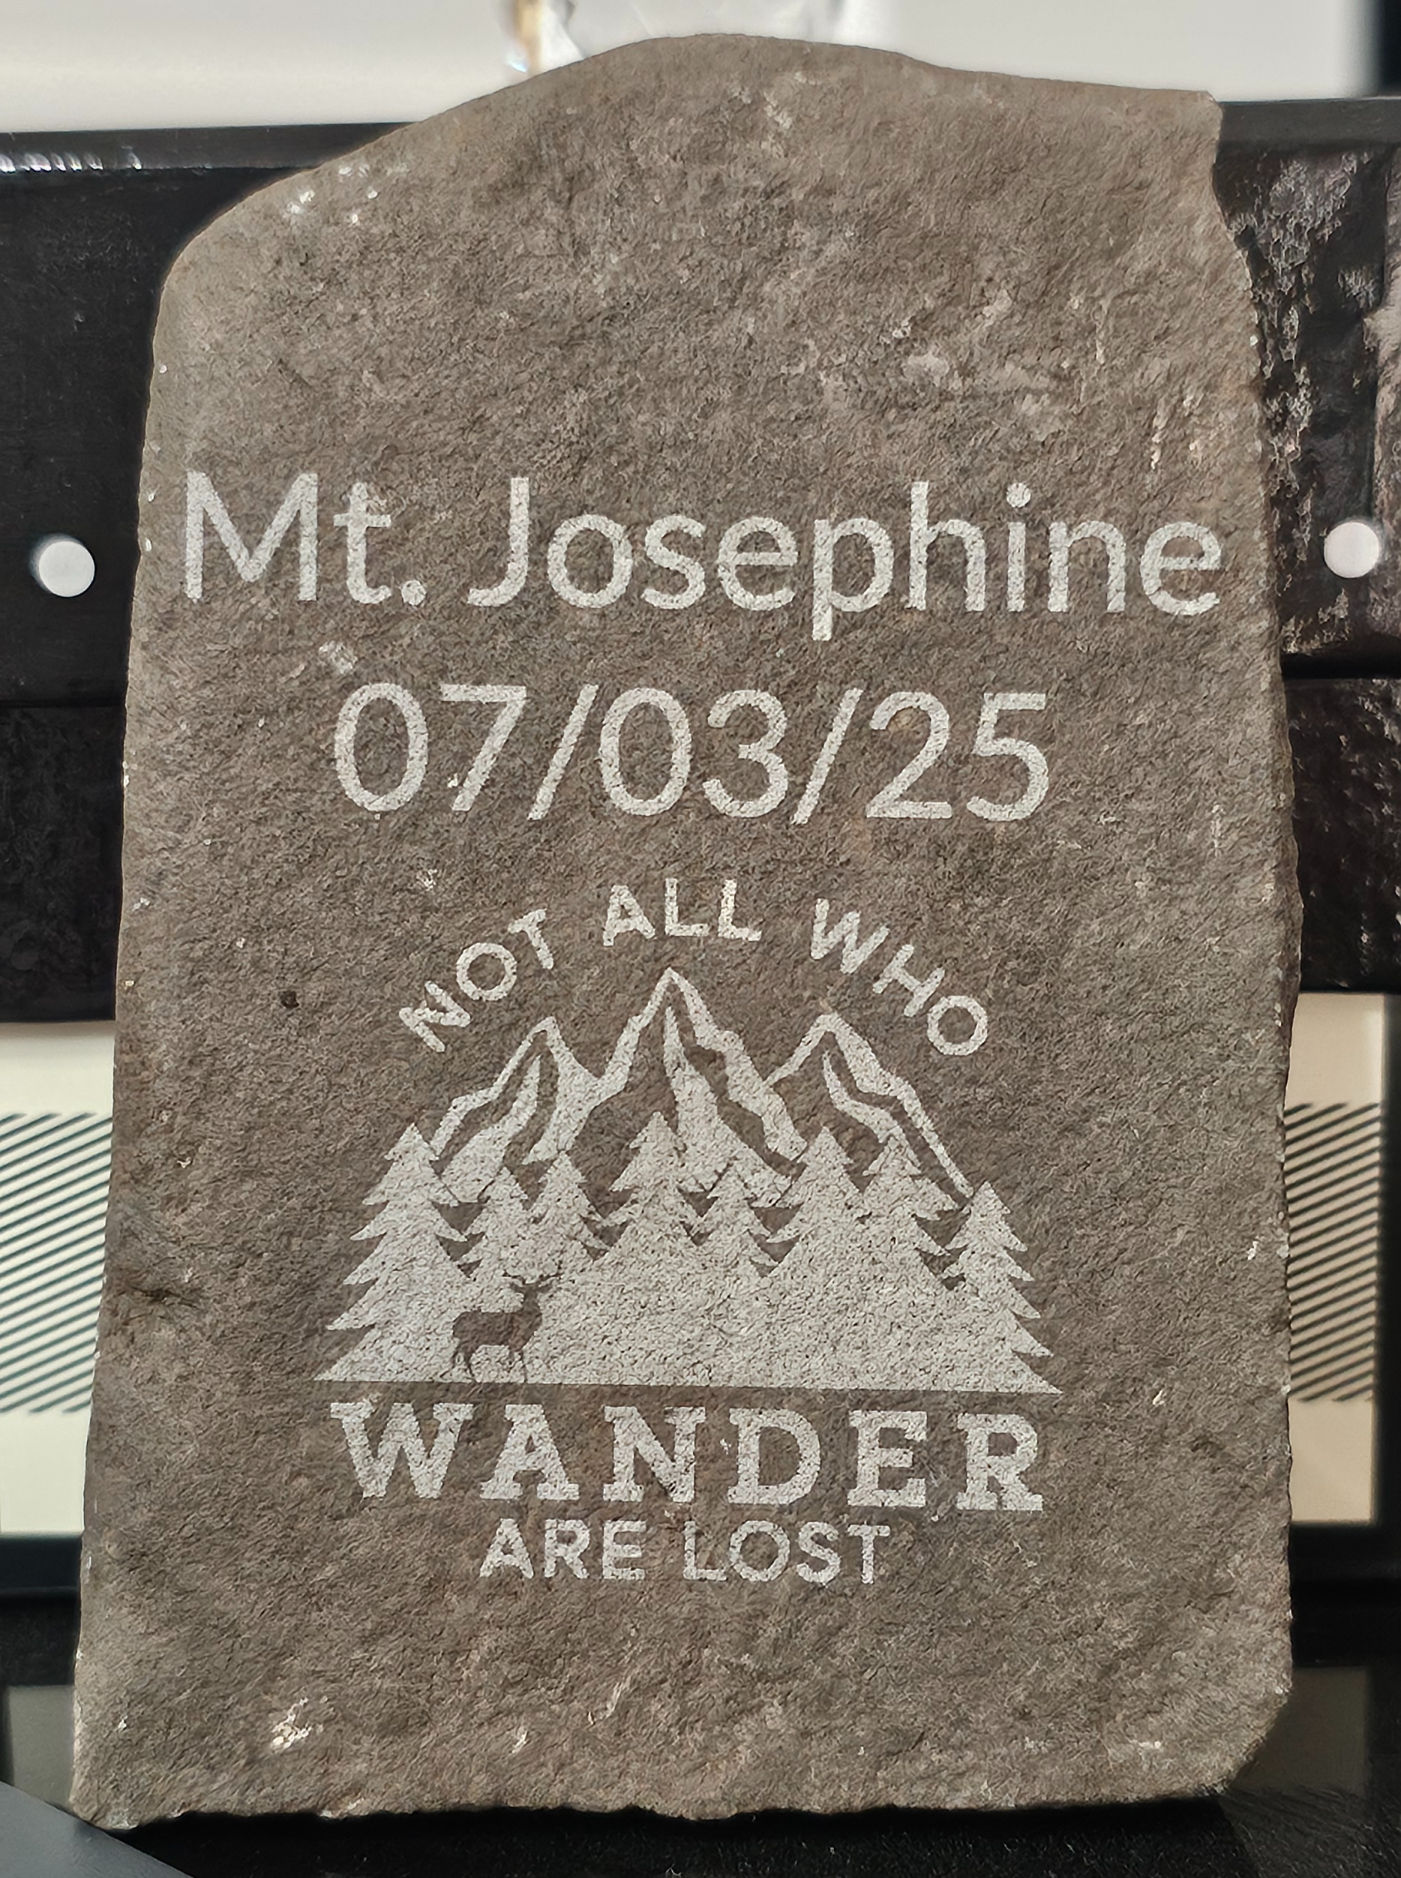 Mt. Josephine
07/03/25
NOT ALL WHO
WANDER
ARE LOST